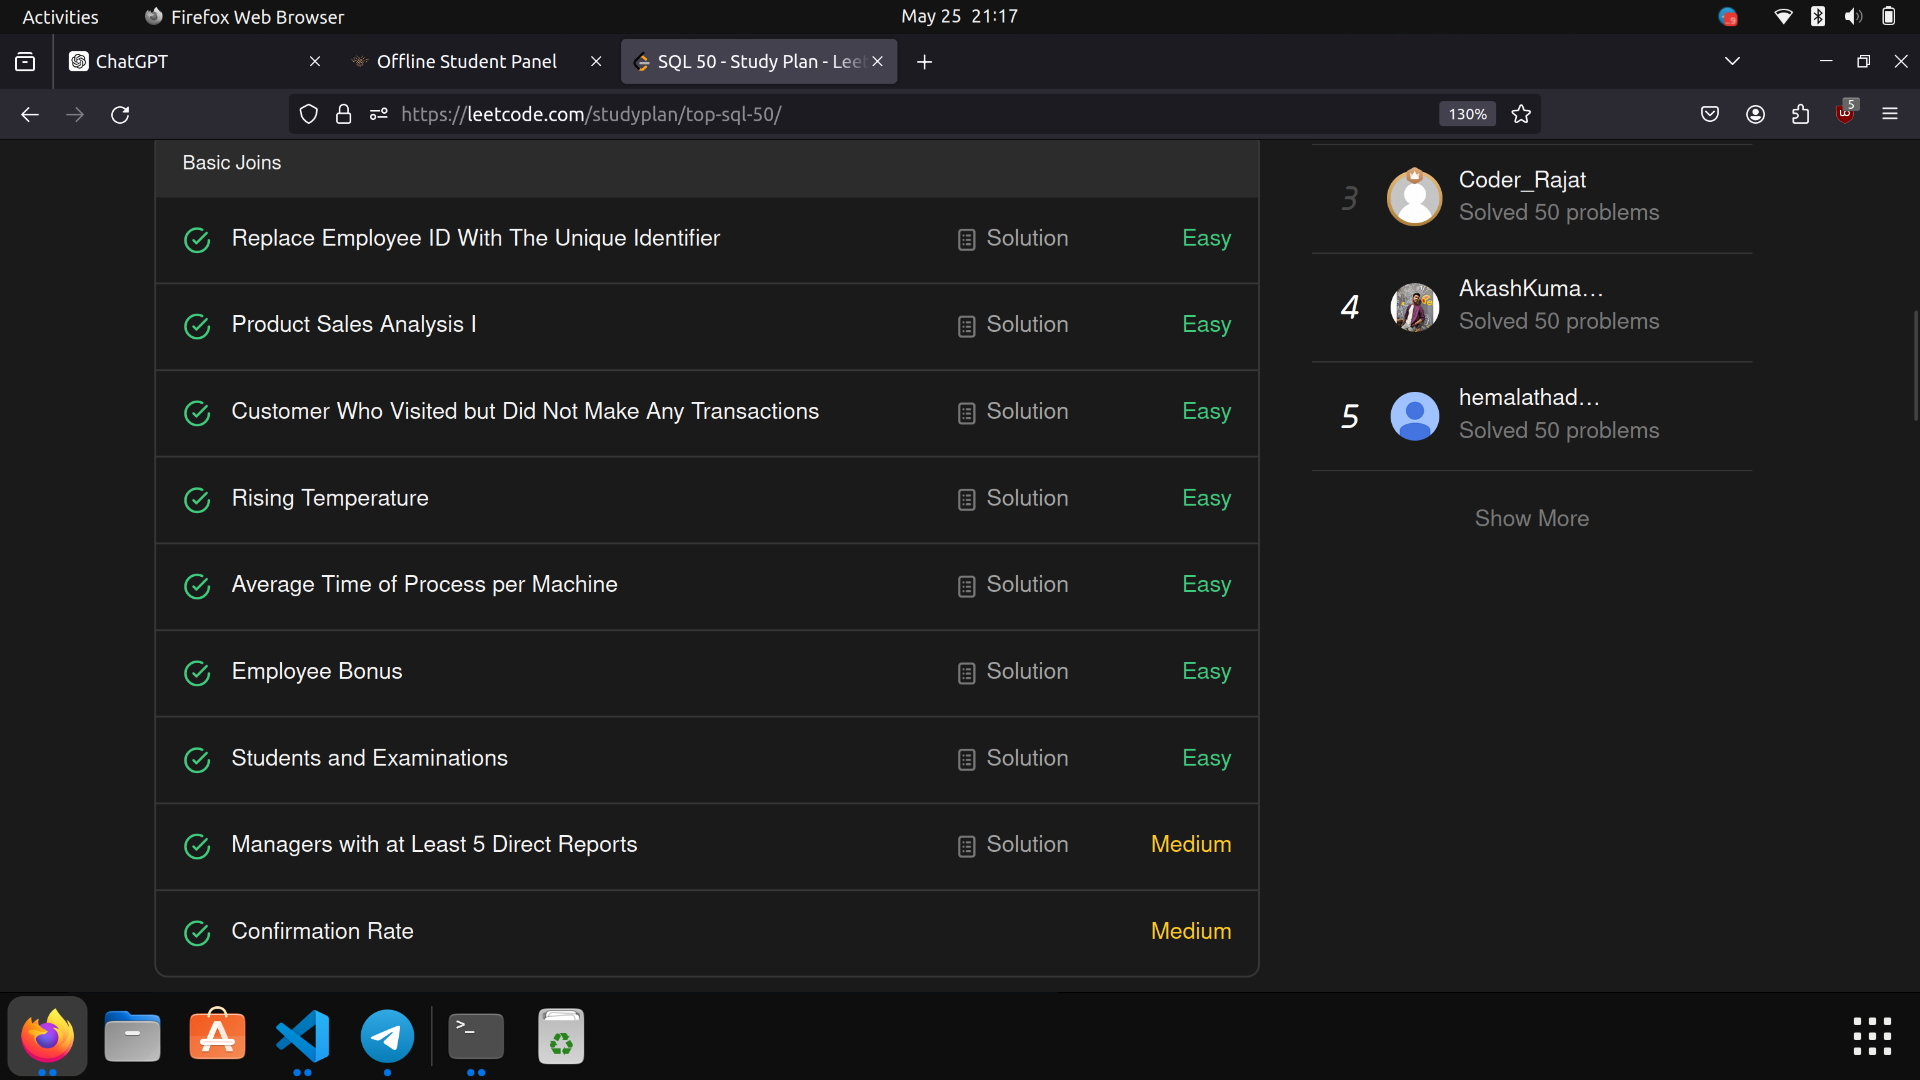 Activities
Firefox Web Browser
May 25 21:17
ChatGPT
Offline Student Panel
SQL 50 - Study Plan - Leet
https://leetcode.com/studyplan/top-sql-50/
130%
5
Basic Joins
Replace Employee ID With The Unique Identifier
Solution
Easy
Product Sales Analysis I
Solution
Easy
Customer Who Visited but Did Not Make Any Transactions
Solution
Easy
Rising Temperature
Solution
Easy
Average Time of Process per Machine
Solution
Easy
Employee Bonus
Solution
Easy
Students and Examinations
Solution
Easy
Managers with at Least 5 Direct Reports
Solution
Medium
Confirmation Rate
Medium
3
Coder_Rajat
Solved 50 problems
4
AkashKuma...
Solved 50 problems
5
hemalathad...
Solved 50 problems
Show More